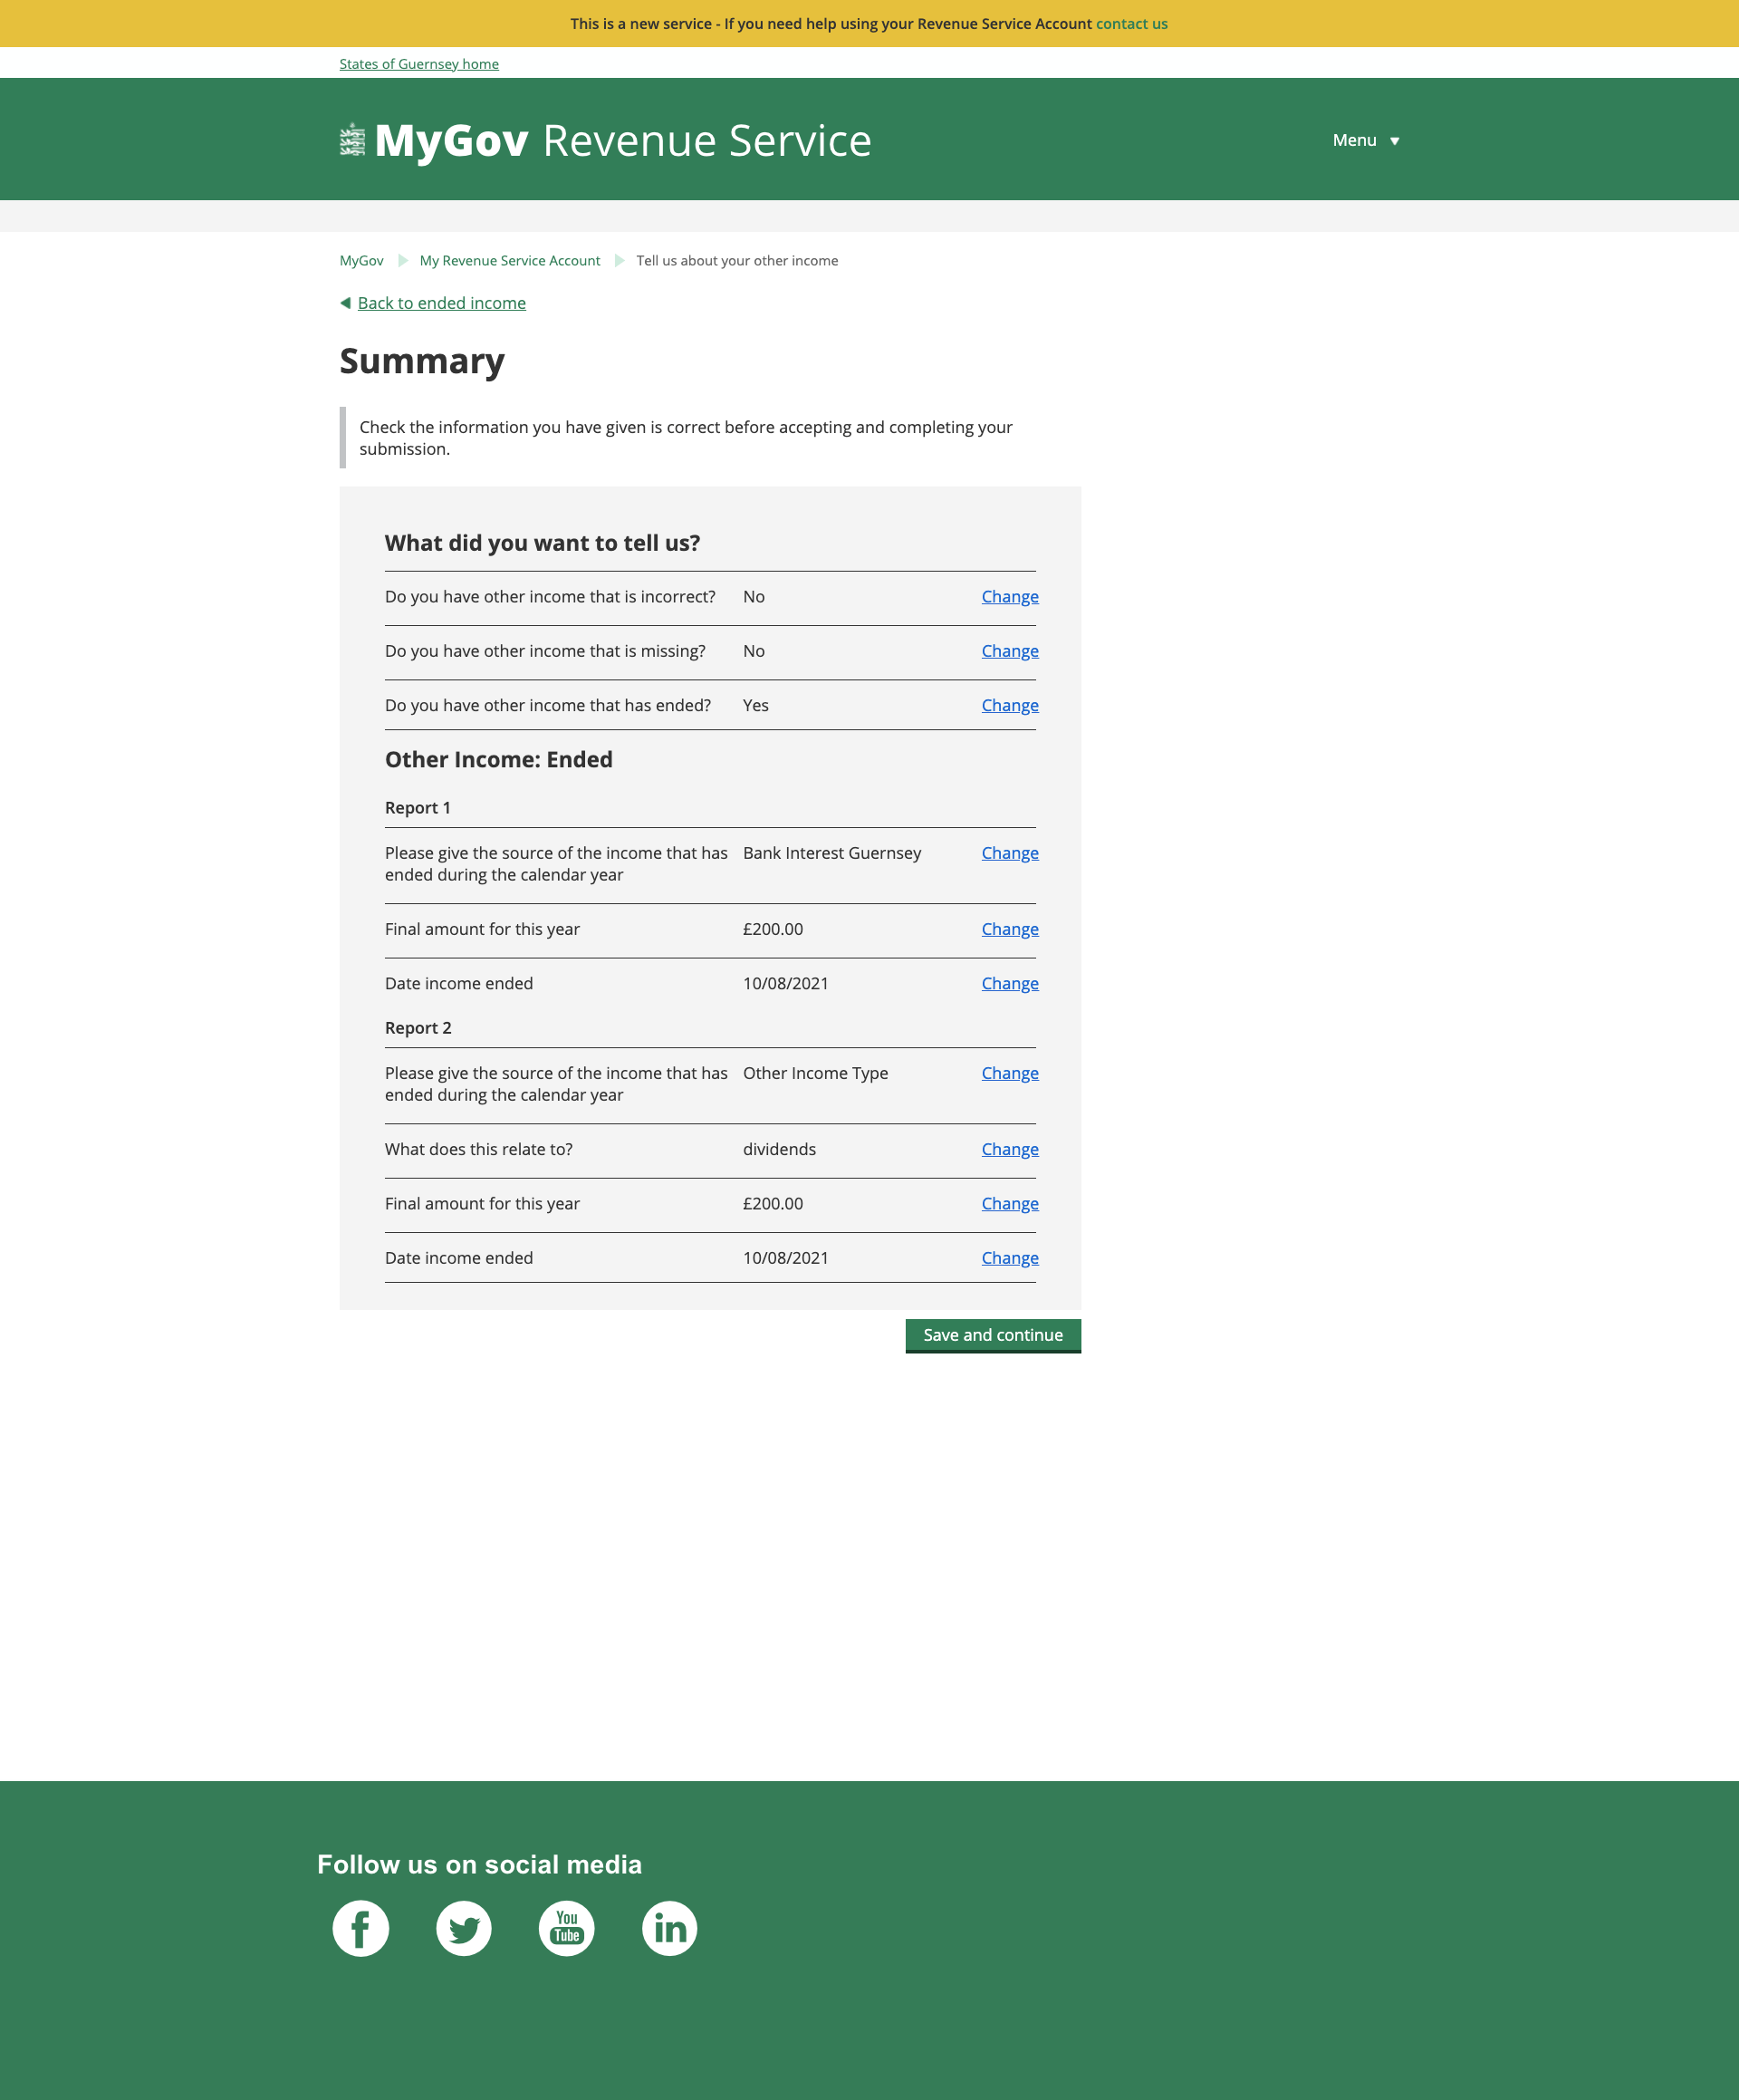 This is a new service - If you need help using your Revenue Service Account contact us
States of Guernsey home
MyGov Revenue Service
Menu
MyGov
My Revenue Service Account
Tell us about your other income
Back to ended income
Summary
Check the information you have given is correct before accepting and completing your
submission.
What did you want to tell us?
Do you have other income that is incorrect? No Change
Do you have other income that is missing? No Change
Do you have other income that has ended? Yes Change
Other Income: Ended
Report 1
Please give the source of the income that has Bank Interest Guernsey Change
ended during the calendar year
Final amount for this year £200.00 Change
Date income ended 10/08/2021 Change
Report 2
Please give the source of the income that has Other Income Type Change
ended during the calendar year
What does this relate to? dividends Change
Final amount for this year £200.00 Change
Date income ended 10/08/2021 Change
Save and continue
Follow us on social media
f
You
Tube
in